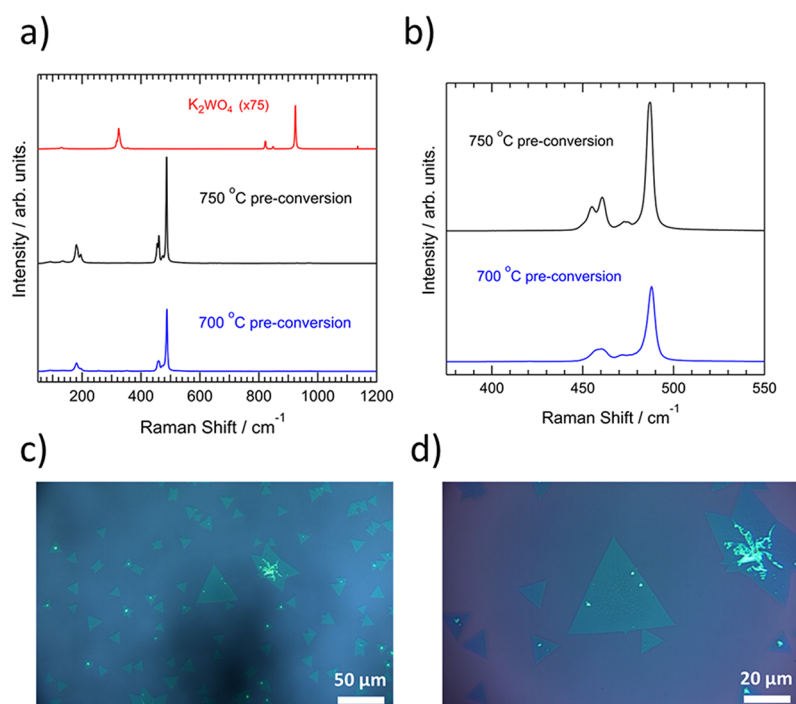 a)
K₂WO₄ (x75)
750 °C pre-conversion
700 °C pre-conversion
Intensity / arb. units.
200 400 600 800 1000 1200
Raman Shift / cm⁻¹
b)
750 °C pre-conversion
700 °C pre-conversion
Intensity / arb. units.
400 450 500 550
Raman Shift / cm⁻¹
c)
50 µm
d)
20 µm